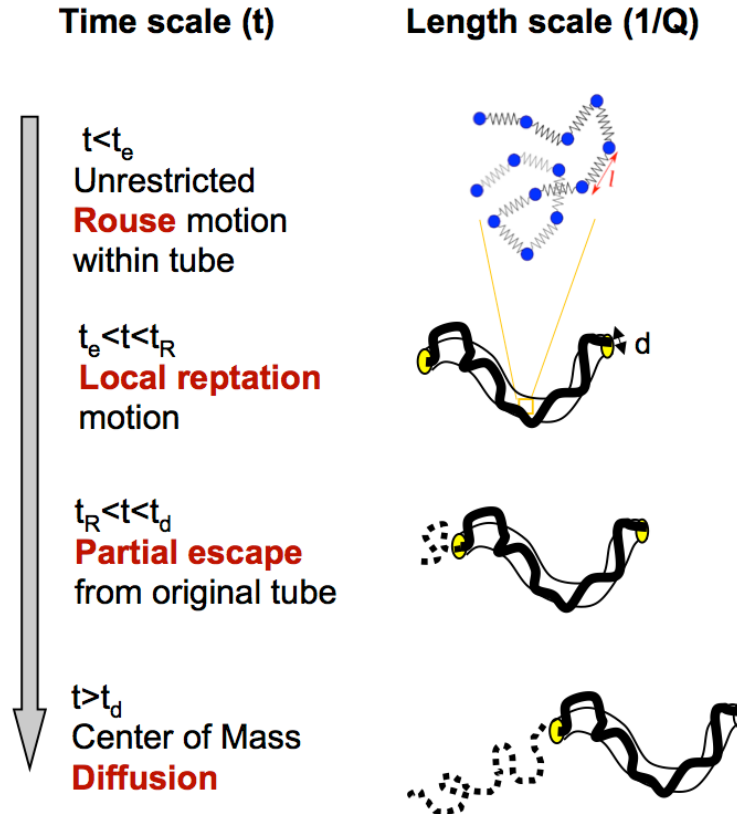 Time scale (t)
Length scale (1/Q)
t<te
Unrestricted
Rouse motion
within tube
l
te<t<tR
Local reptation
motion
d
tR<t<td
Partial escape
from original tube
t>td
Center of Mass
Diffusion